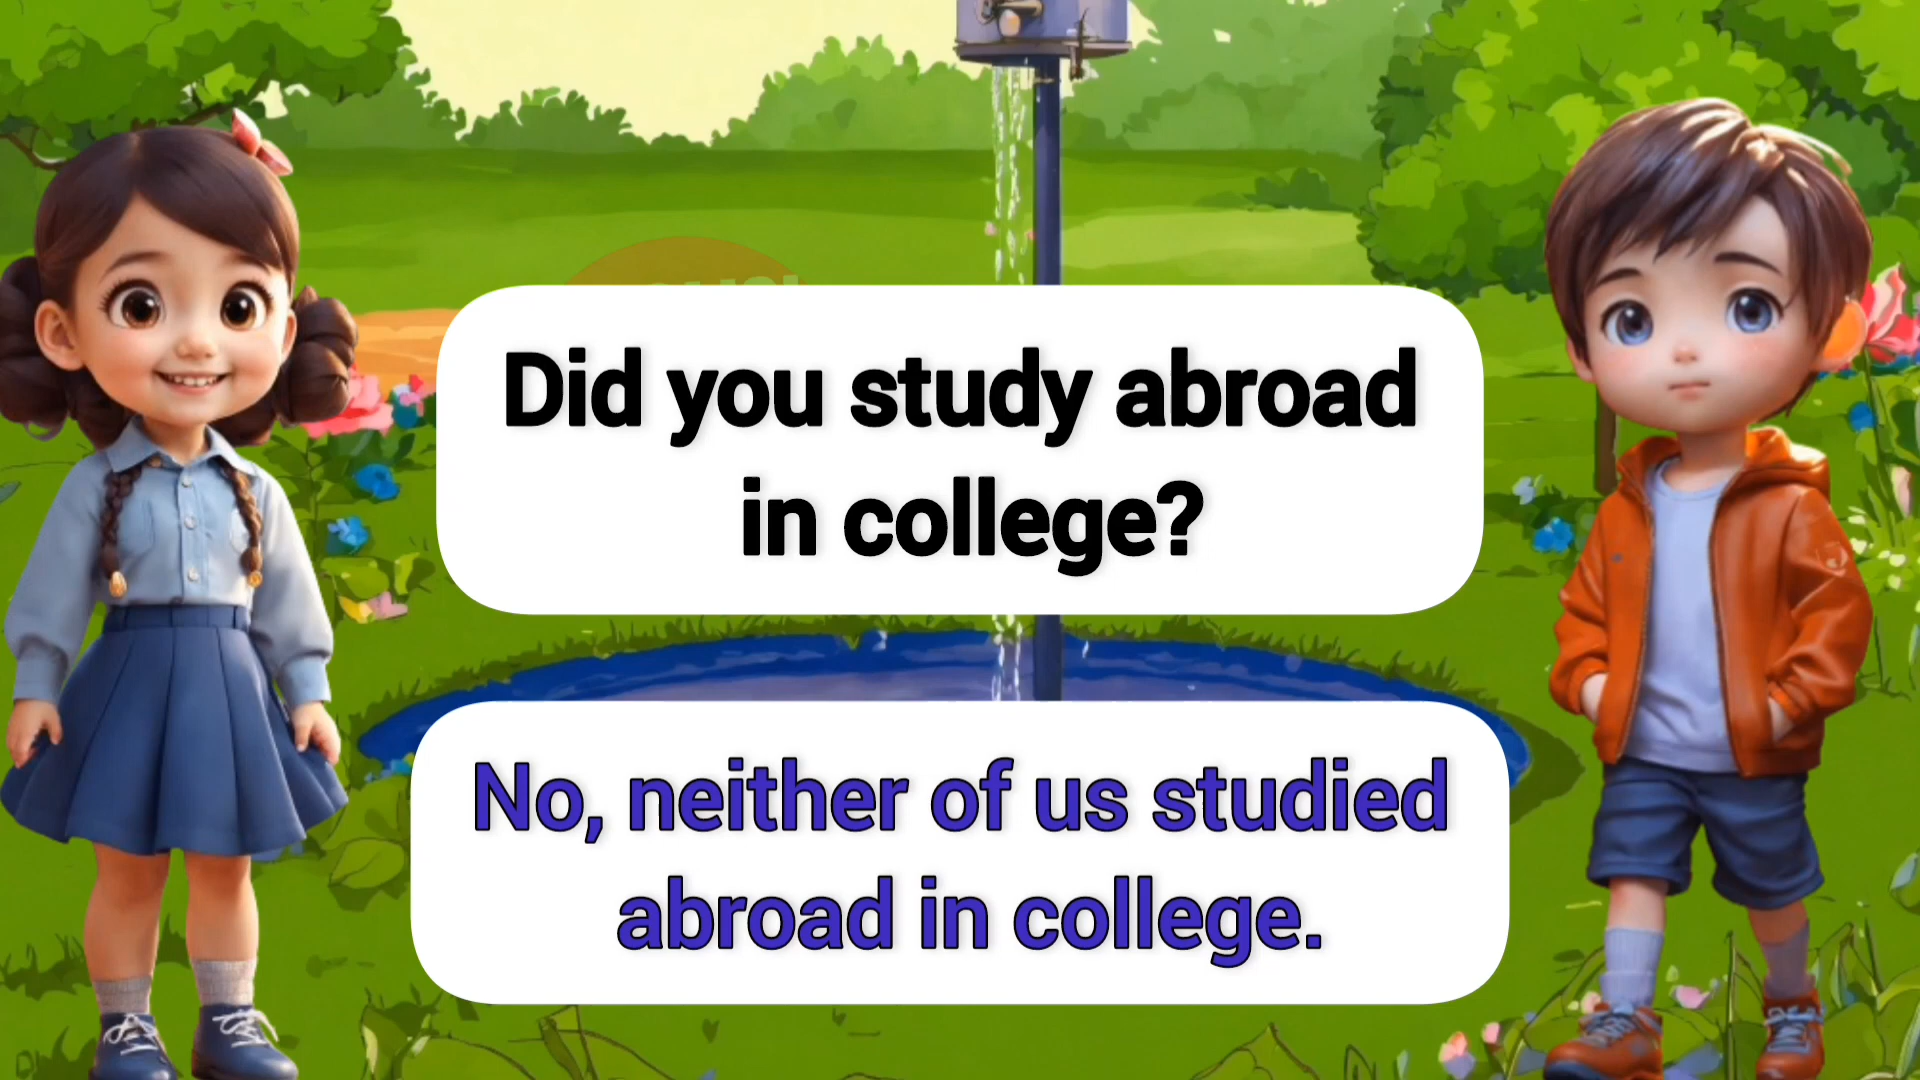 Did you study abroad
in college?
No, neither of us studied
abroad in college.